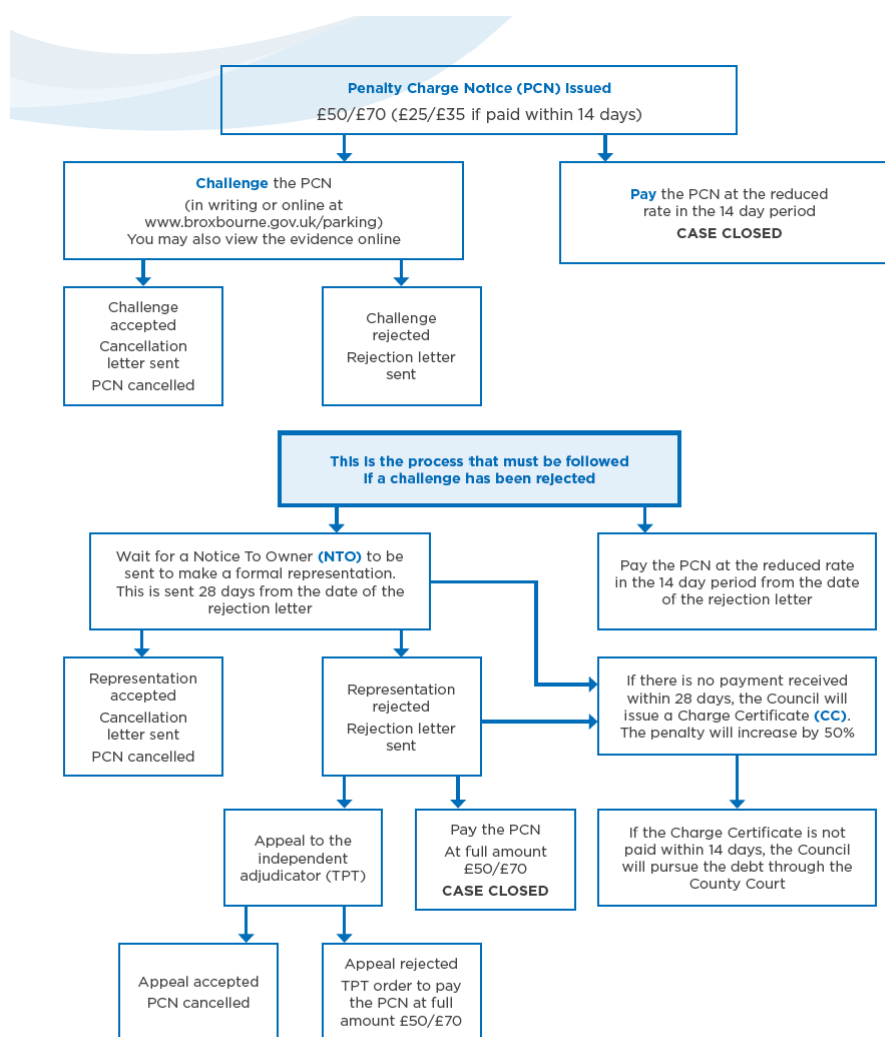 Penalty Charge Notice (PCN) Issued
£50/£70 (£25/£35 if paid within 14 days)
Challenge the PCN
(in writing or online at
www.broxbourne.gov.uk/parking)
You may also view the evidence online
Pay the PCN at the reduced
rate in the 14 day period
CASE CLOSED
Challenge
accepted
Cancellation
letter sent
PCN cancelled
Challenge
rejected
Rejection letter
sent
This is the process that must be followed
if a challenge has been rejected
Wait for a Notice To Owner (NTO) to be
sent to make a formal representation.
This is sent 28 days from the date of the
rejection letter
Pay the PCN at the reduced rate
in the 14 day period from the date
of the rejection letter
Representation
accepted
Cancellation
letter sent
PCN cancelled
Representation
rejected
Rejection letter
sent
If there is no payment received
within 28 days, the Council will
issue a Charge Certificate (CC).
The penalty will increase by 50%
Appeal to the
independent
adjudicator (TPT)
Pay the PCN
At full amount
£50/£70
CASE CLOSED
If the Charge Certificate is not
paid within 14 days, the Council
will pursue the debt through the
County Court
Appeal accepted
PCN cancelled
Appeal rejected
TPT order to pay
the PCN at full
amount £50/£70